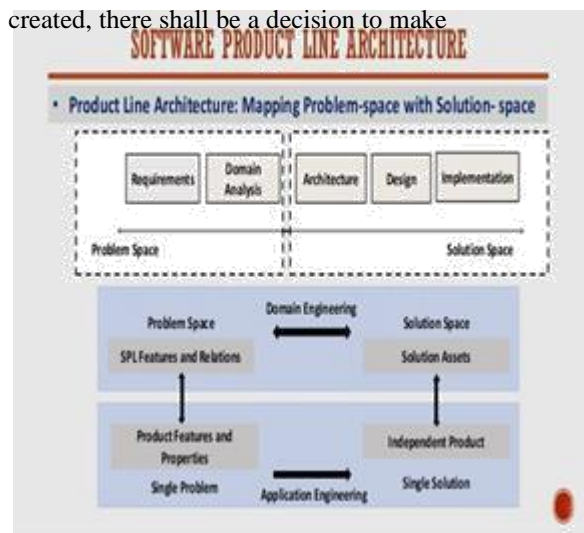 created, there shall be a decision to make
SOFTWARE PRODUCT LINE ARCHITECTURE
• Product Line Architecture: Mapping Problem-space with Solution- space
Requirements
Domain
Analysis
Architecture
Design
Implementation
Problem Space
Solution Space
Domain Engineering
Problem Space
Solution Space
SPL Features and Relations
Solution Assets
Product Features and
Properties
Independent Product
Single Problem
Application Engineering
Single Solution